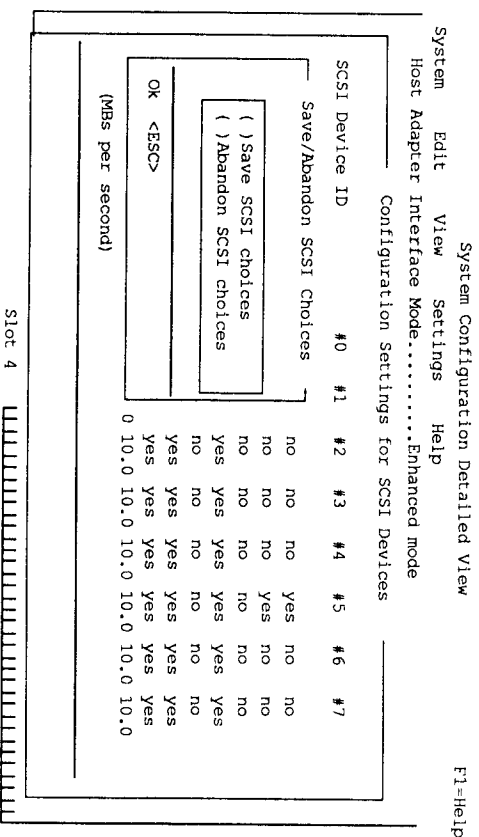 System Configuration Detailed View
System Edit View Settings Help F1=Help
Host Adapter Interface Mode..........Enhanced mode
Configuration Settings for SCSI Devices
SCSI Device ID #0 #1 #2 #3 #4 #5 #6 #7
Save/Abandon SCSI Choices
no no no yes no no
no no no yes no no
( )Save SCSI choices no no no no no no
( )Abandon SCSI choices yes yes yes yes yes yes
no no no no no no
yes yes yes yes yes yes
Ok <ESC> yes yes yes yes yes yes
0 10.0 10.0 10.0 10.0 10.0 10.0
(MBs per second)
Slot 4